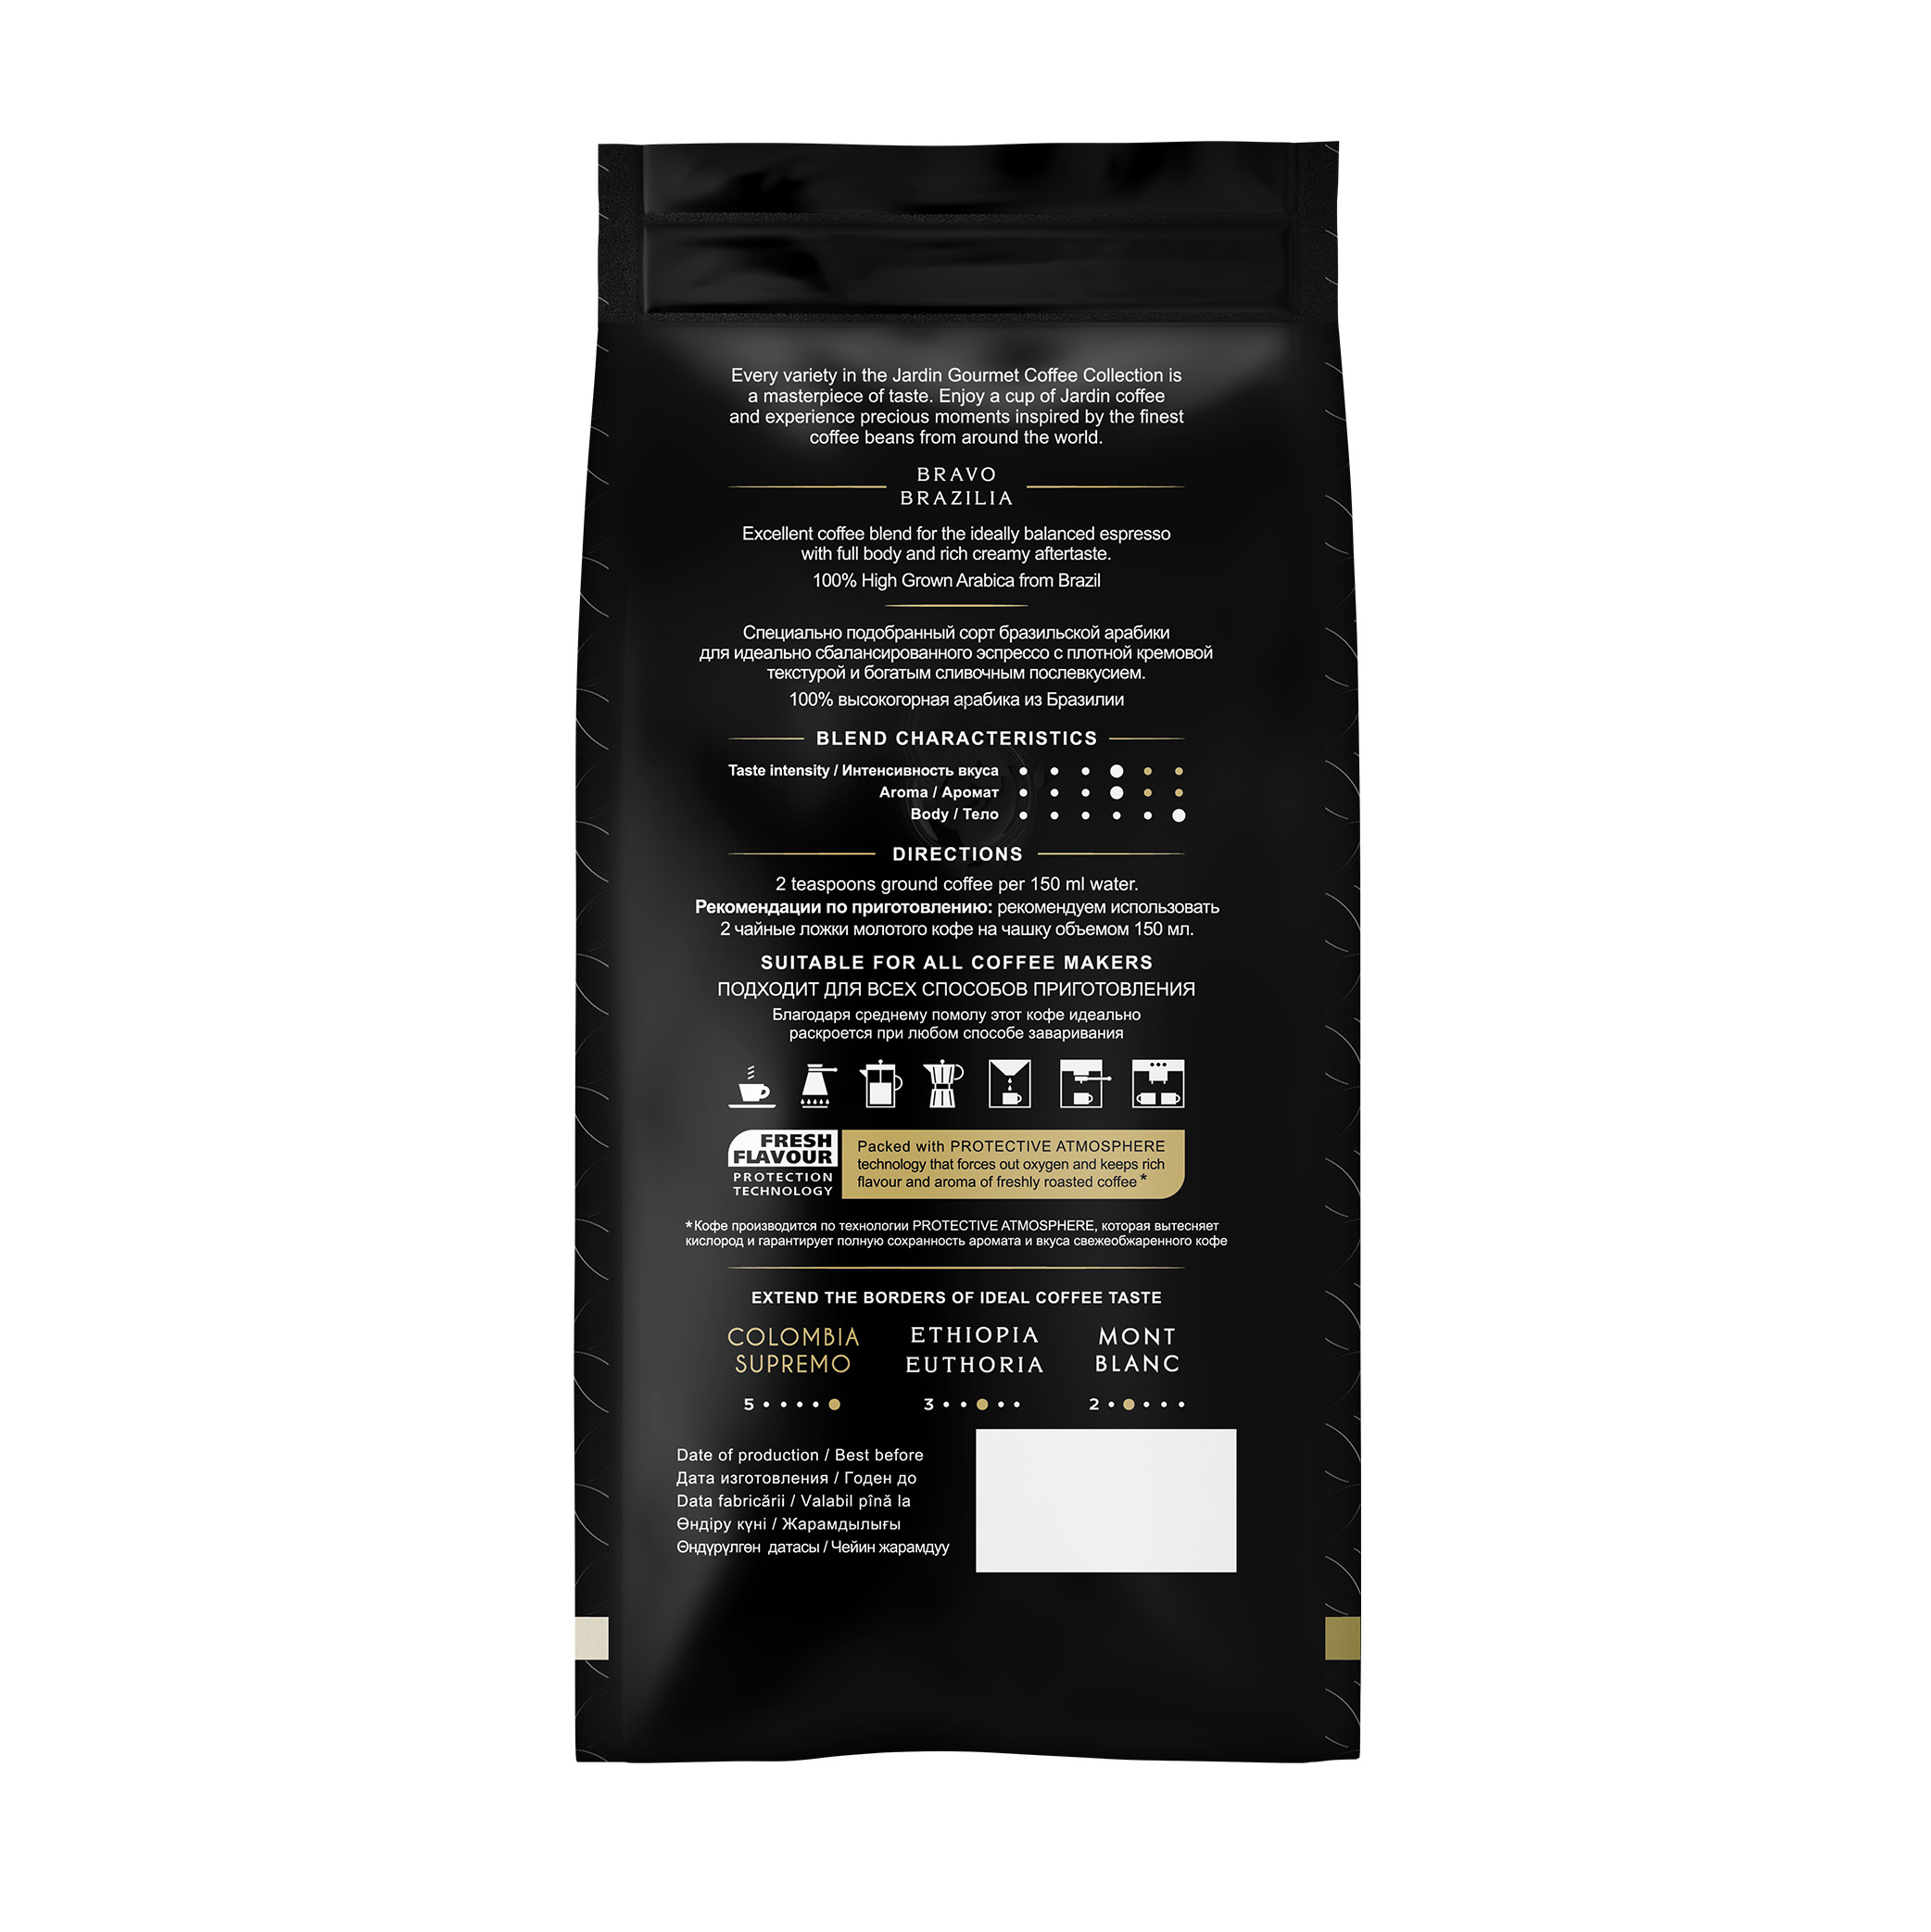 Every variety in the Jardin Gourmet Coffee Collection is
a masterpiece of taste. Enjoy a cup of Jardin coffee
and experience precious moments inspired by the finest
coffee beans from around the world.
BRAVO
BRAZILIA
Excellent coffee blend for the ideally balanced espresso
with full body and rich creamy aftertaste.
100% High Grown Arabica from Brazil
Специально подобранный сорт бразильской арабики
для идеально сбалансированного эспрессо с плотной кремовой
текстурой и богатым сливочным послевкусием.
100% высокогорная арабика из Бразилии
BLEND CHARACTERISTICS
Taste intensity / Интенсивность вкуса
Aroma / Аромат
Body / Тело
DIRECTIONS
2 teaspoons ground coffee per 150 ml water.
Рекомендации по приготовлению: рекомендуем использовать
2 чайные ложки молотого кофе на чашку объемом 150 мл.
SUITABLE FOR ALL COFFEE MAKERS
ПОДХОДИТ ДЛЯ ВСЕХ СПОСОБОВ ПРИГОТОВЛЕНИЯ
Благодаря среднему помолу этот кофе идеально
раскроется при любом способе заваривания
FRESH
FLAVOUR
PROTECTION
TECHNOLOGY
Packed with PROTECTIVE ATMOSPHERE
technology that forces out oxygen and keeps rich
flavour and aroma of freshly roasted coffee*
*Кофе производится по технологии PROTECTIVE ATMOSPHERE, которая вытесняет
кислород и гарантирует полную сохранность аромата и вкуса свежеобжаренного кофе
EXTEND THE BORDERS OF IDEAL COFFEE TASTE
COLOMBIA
SUPREMO
5
ETHIOPIA
EUTHORIA
3
MONT
BLANC
2
Date of production / Best before
Дата изготовления / Годен до
Data fabricării / Valabil pînă la
Өндіру күні / Жарамдылығы
Өндүрүлгөн датасы / Чейин жарамдуу